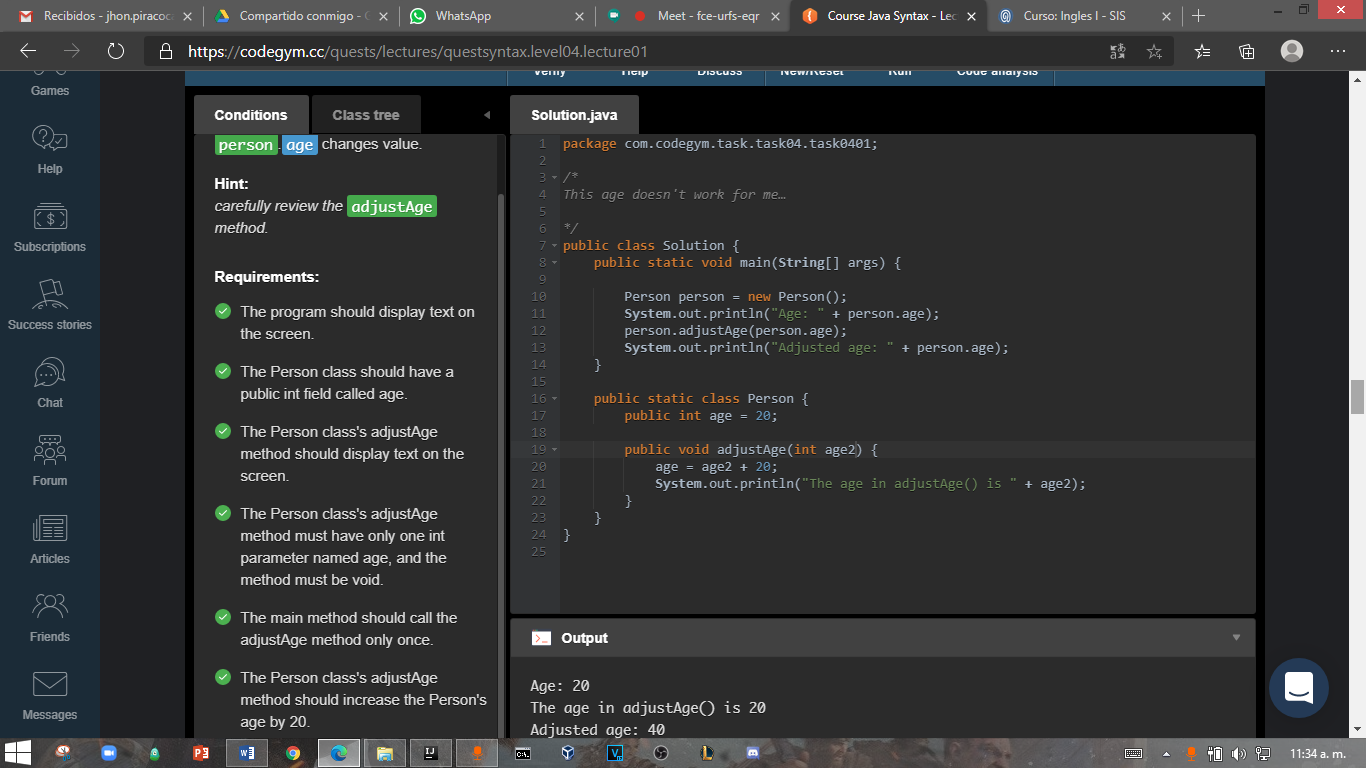 Recibidos - jhon.piracoca
Compartido conmigo - G
WhatsApp
Meet - fce-urfs-eqr
Course Java Syntax - Lec
Curso: Ingles I - SIS
https://codegym.cc/quests/lectures/questsyntax.level04.lecture01
Verify
Help
Discuss
New/Reset
Run
Code analysis
Games
Help
Subscriptions
Success stories
Chat
Forum
Articles
Friends
Messages
Conditions
Class tree
person.age changes value.
Hint:
carefully review the adjustAge
method.
Requirements:
The program should display text on
the screen.
The Person class should have a
public int field called age.
The Person class's adjustAge
method should display text on the
screen.
The Person class's adjustAge
method must have only one int
parameter named age, and the
method must be void.
The main method should call the
adjustAge method only once.
The Person class's adjustAge
method should increase the Person's
age by 20.
Solution.java
1 package com.codegym.task.task04.task0401;
2
3 /*
4 This age doesn't work for me…
5
6 */
7 public class Solution {
8 public static void main(String[] args) {
9
10 Person person = new Person();
11 System.out.println("Age: " + person.age);
12 person.adjustAge(person.age);
13 System.out.println("Adjusted age: " + person.age);
14 }
15
16 public static class Person {
17 public int age = 20;
18
19 public void adjustAge(int age2) {
20 age = age2 + 20;
21 System.out.println("The age in adjustAge() is " + age2);
22 }
23 }
24 }
25
Output
Age: 20
The age in adjustAge() is 20
Adjusted age: 40
11:34 a. m.